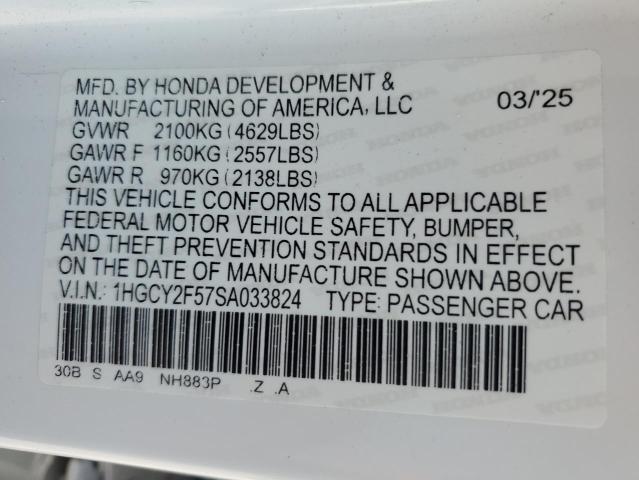 MFD. BY HONDA DEVELOPMENT &
MANUFACTURING OF AMERICA, LLC 03/'25
GVWR 2100KG (4629LBS)
GAWR F 1160KG (2557LBS)
GAWR R 970KG (2138LBS)
THIS VEHICLE CONFORMS TO ALL APPLICABLE
FEDERAL MOTOR VEHICLE SAFETY, BUMPER,
AND THEFT PREVENTION STANDARDS IN EFFECT
ON THE DATE OF MANUFACTURE SHOWN ABOVE.
V.I.N.: 1HGCY2F57SA033824 TYPE: PASSENGER CAR
30B S AA9 NH883P .Z .A